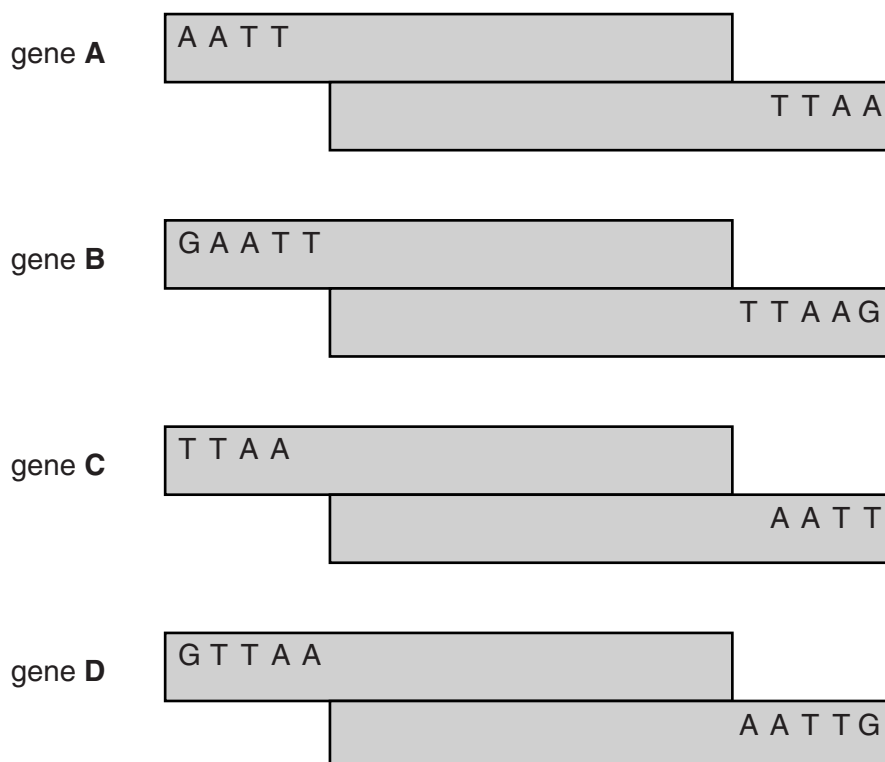 gene A
A A T T
T T A A
gene B
G A A T T
T T A A G
gene C
T T A A
A A T T
gene D
G T T A A
A A T T G